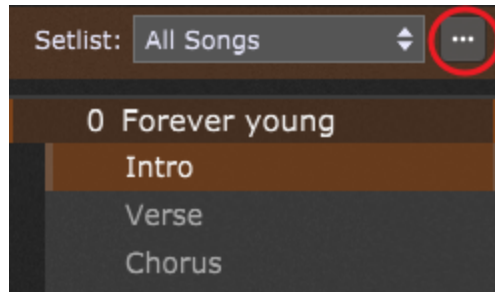 Setlist: All Songs ...
0 Forever young
Intro
Verse
Chorus